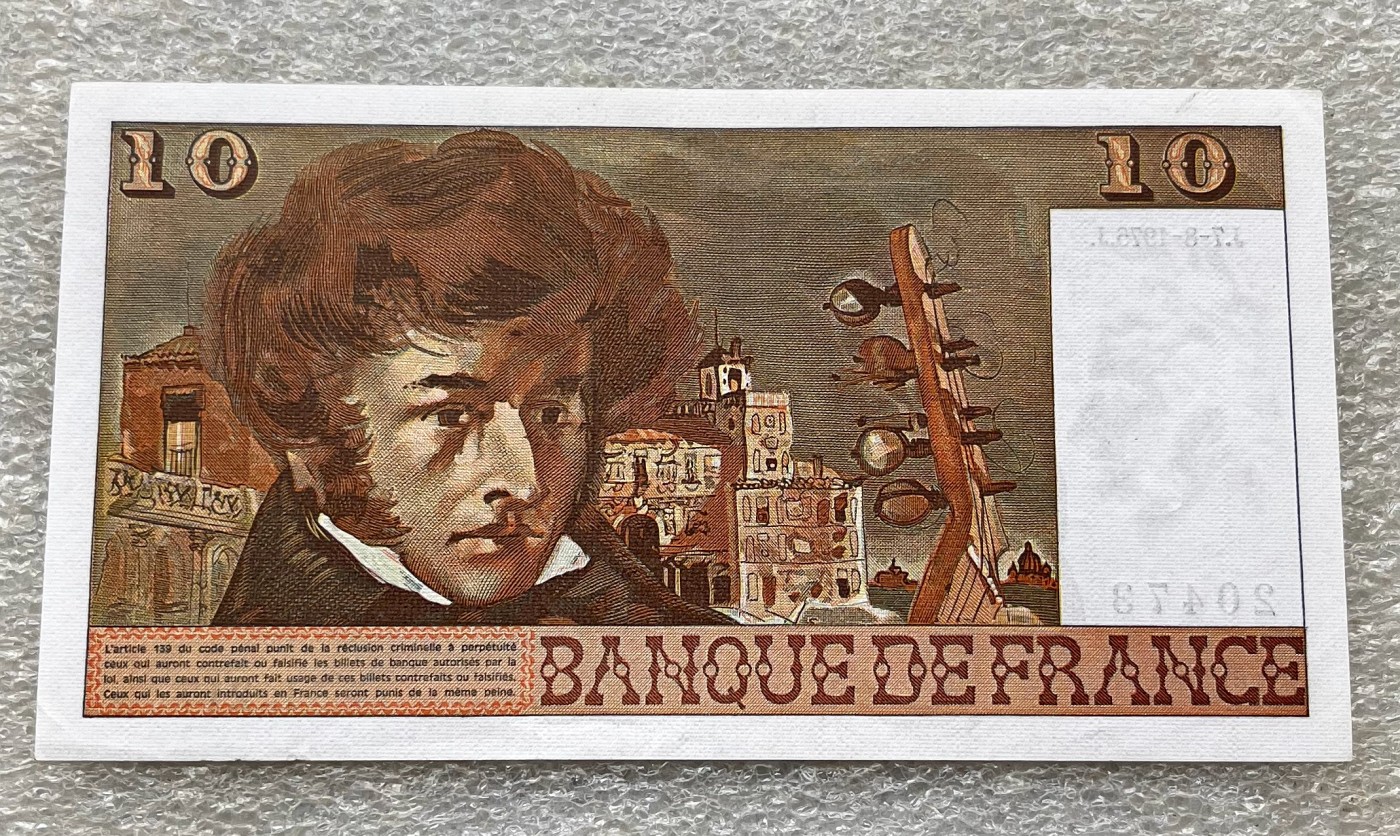 10 10
J.7-8-1975.J.
20473
L'article 139 du code pénal punit de la réclusion criminelle à perpétuité
ceux qui auront contrefait ou falsifié les billets de banque autorisés par la
loi, ainsi que ceux qui auront fait usage de ces billets contrefaits ou falsifiés.
Ceux qui les auront introduits en France seront punis de la même peine.
BANQUE DE FRANCE